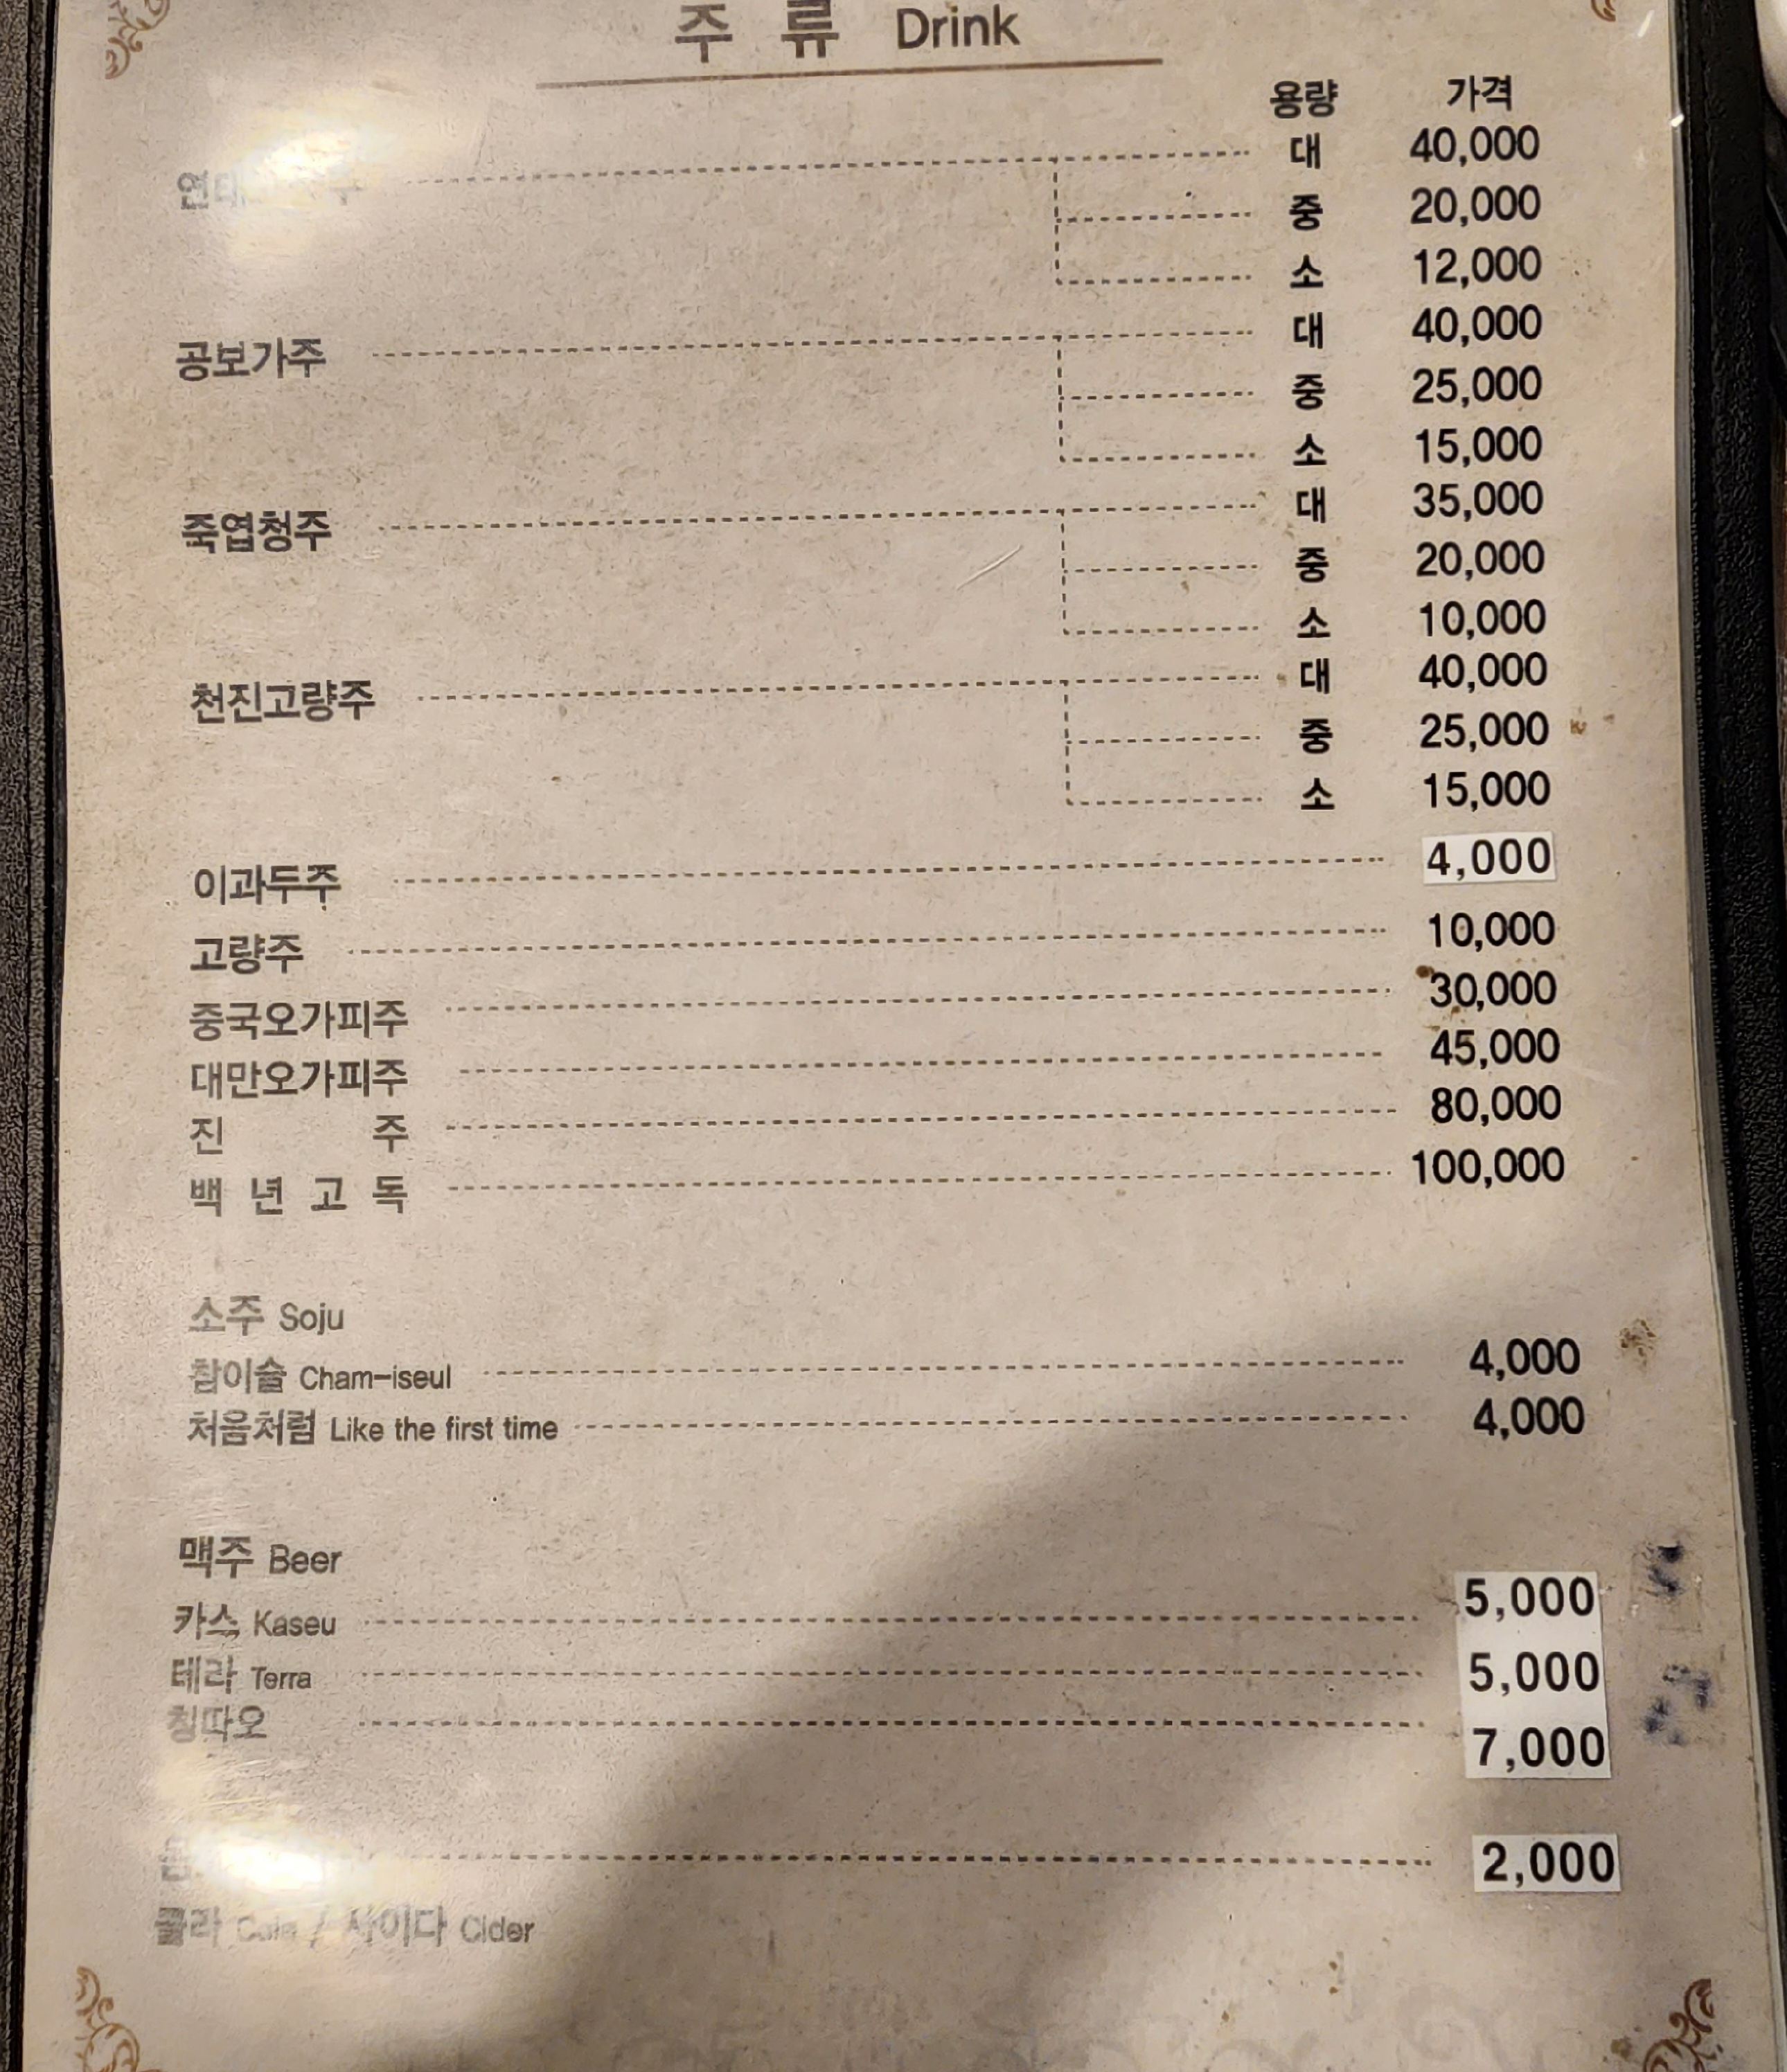 주 류 Drink
용량 가격
대 40,000
중 20,000
소 12,000
공보가주 대 40,000
중 25,000
소 15,000
죽엽청주 대 35,000
중 20,000
소 10,000
천진고량주 대 40,000
중 25,000
소 15,000
이과두주 4,000
고량주 10,000
중국오가피주 30,000
대만오가피주 45,000
진 주 80,000
백 년 고 독 100,000
소주 Soju
참이슬 Cham-iseul 4,000
처음처럼 Like the first time 4,000
맥주 Beer
카스 Kaseu 5,000
테라 Terra 5,000
칭따오 7,000
2,000
콜라 Cola / 사이다 Cider